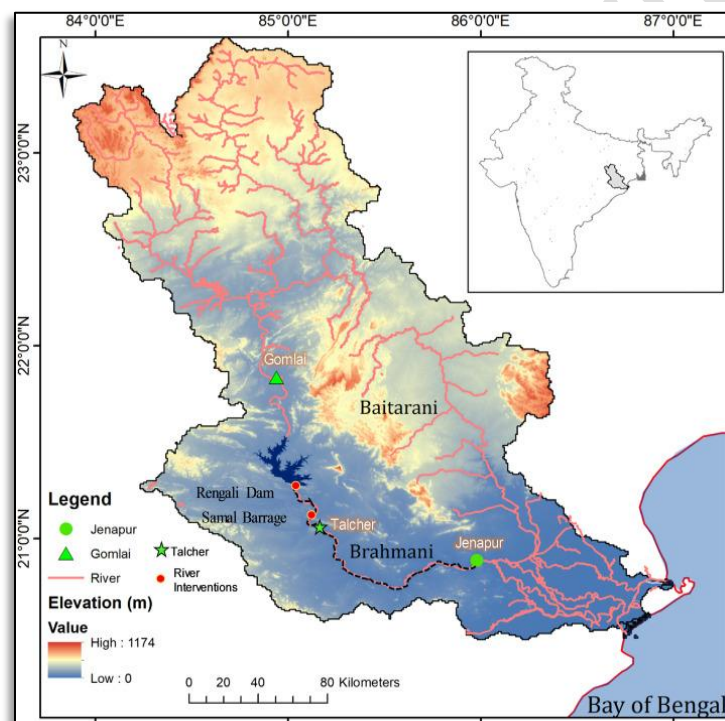 84°0'0"E 85°0'0"E 86°0'0"E 87°0'0"E
N
23°0'0"N
22°0'0"N
21°0'0"N
Gomlai
Baitarani
Rengali Dam
Samal Barrage
Talcher
Brahmani
Jenapur
Legend
Jenapur
Gomlai
Talcher
River
River
Interventions
Elevation (m)
Value
High : 1174
Low : 0
0 20 40 80 Kilometers
Bay of Bengal